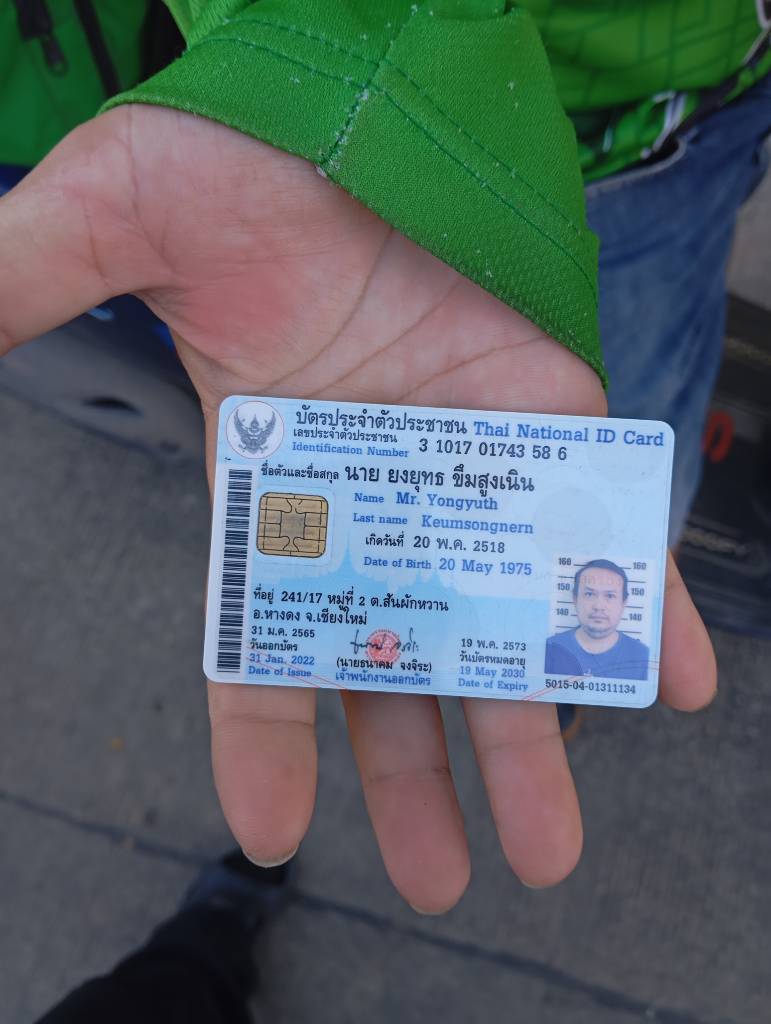 บัตรประจำตัวประชาชน Thai National ID Card
เลขประจำตัวประชาชน
Identification Number 3 1017 01743 58 6
ชื่อตัวและชื่อสกุล นาย ยงยุทธ ขึมสูงเนิน
Name Mr. Yongyuth
Last name Keumsongnern
เกิดวันที่ 20 พ.ค. 2518
Date of Birth 20 May 1975
ที่อยู่ 241/17 หมู่ที่ 2 ต.สันผักหวาน
อ.หางดง จ.เชียงใหม่
31 ม.ค. 2565
วันออกบัตร
31 Jan. 2022
Date of Issue
(นายธนาคม จงจิระ)
เจ้าพนักงานออกบัตร
19 พ.ค. 2573
วันบัตรหมดอายุ
19 May 2030
Date of Expiry
160 160
150 150
140 140
5015-04-01311134